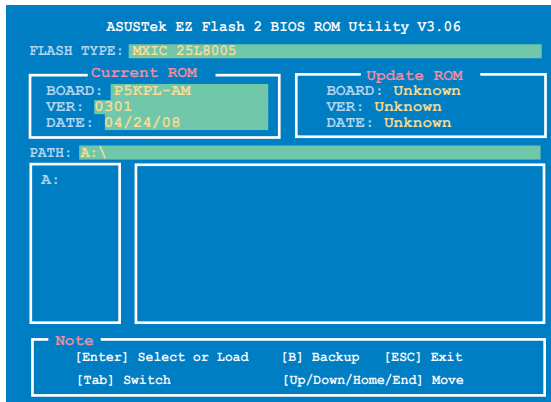 ASUSTek EZ Flash 2 BIOS ROM Utility V3.06
FLASH TYPE: MXIC 25L8005
Current ROM
BOARD: P5KPL-AM
VER: 0301
DATE: 04/24/08
Update ROM
BOARD: Unknown
VER: Unknown
DATE: Unknown
PATH: A:\
A:
Note
[Enter] Select or Load [B] Backup [ESC] Exit
[Tab] Switch [Up/Down/Home/End] Move